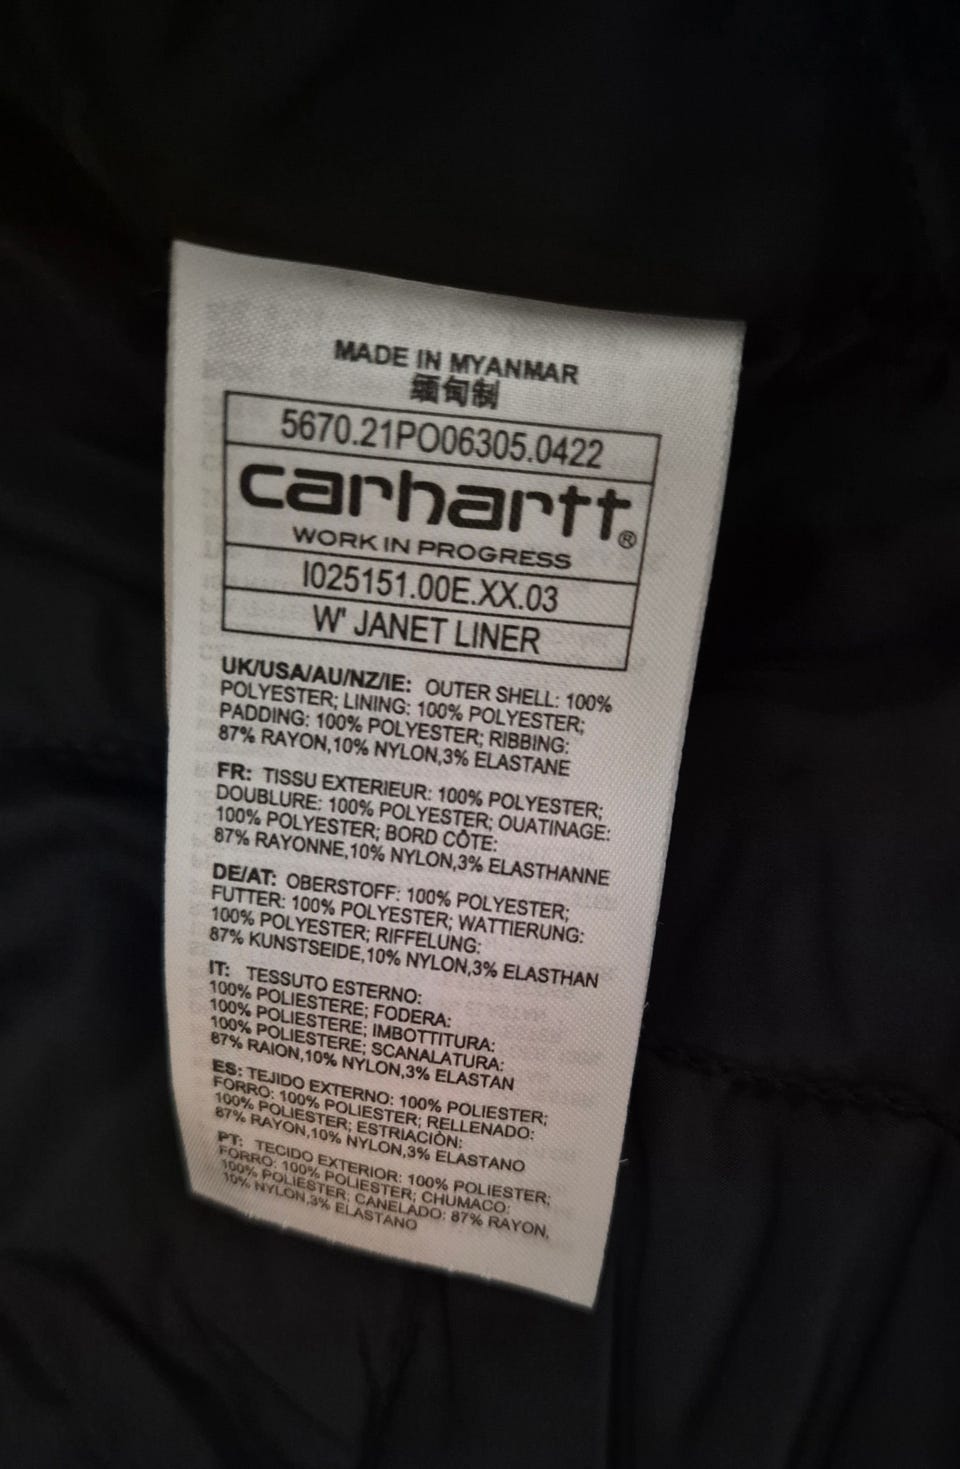 MADE IN MYANMAR
缅甸制
5670.21PO06305.0422
carhartt®
WORK IN PROGRESS
I025151.00E.XX.03
W' JANET LINER
UK/USA/AU/NZ/IE: OUTER SHELL: 100%
POLYESTER; LINING: 100% POLYESTER;
PADDING: 100% POLYESTER; RIBBING:
87% RAYON,10% NYLON,3% ELASTANE
FR: TISSU EXTERIEUR: 100% POLYESTER;
DOUBLURE: 100% POLYESTER; OUATINAGE:
100% POLYESTER; BORD CÔTE:
87% RAYONNE,10% NYLON,3% ELASTHANNE
DE/AT: OBERSTOFF: 100% POLYESTER;
FUTTER: 100% POLYESTER; WATTIERUNG:
100% POLYESTER; RIFFELUNG:
87% KUNSTSEIDE,10% NYLON,3% ELASTHAN
IT: TESSUTO ESTERNO:
100% POLIESTERE; FODERA:
100% POLIESTERE; IMBOTTITURA:
100% POLIESTERE; SCANALATURA:
87% RAION,10% NYLON,3% ELASTAN
ES: TEJIDO EXTERNO: 100% POLIESTER;
FORRO: 100% POLIESTER; RELLENADO:
100% POLIESTER; ESTRIACIÓN:
87% RAYON,10% NYLON,3% ELASTANO
PT: TECIDO EXTERIOR: 100% POLIESTER;
FORRO: 100% POLIESTER; CHUMACO:
100% POLIESTER; CANELADO: 87% RAYON,
10% NYLON,3% ELASTANO